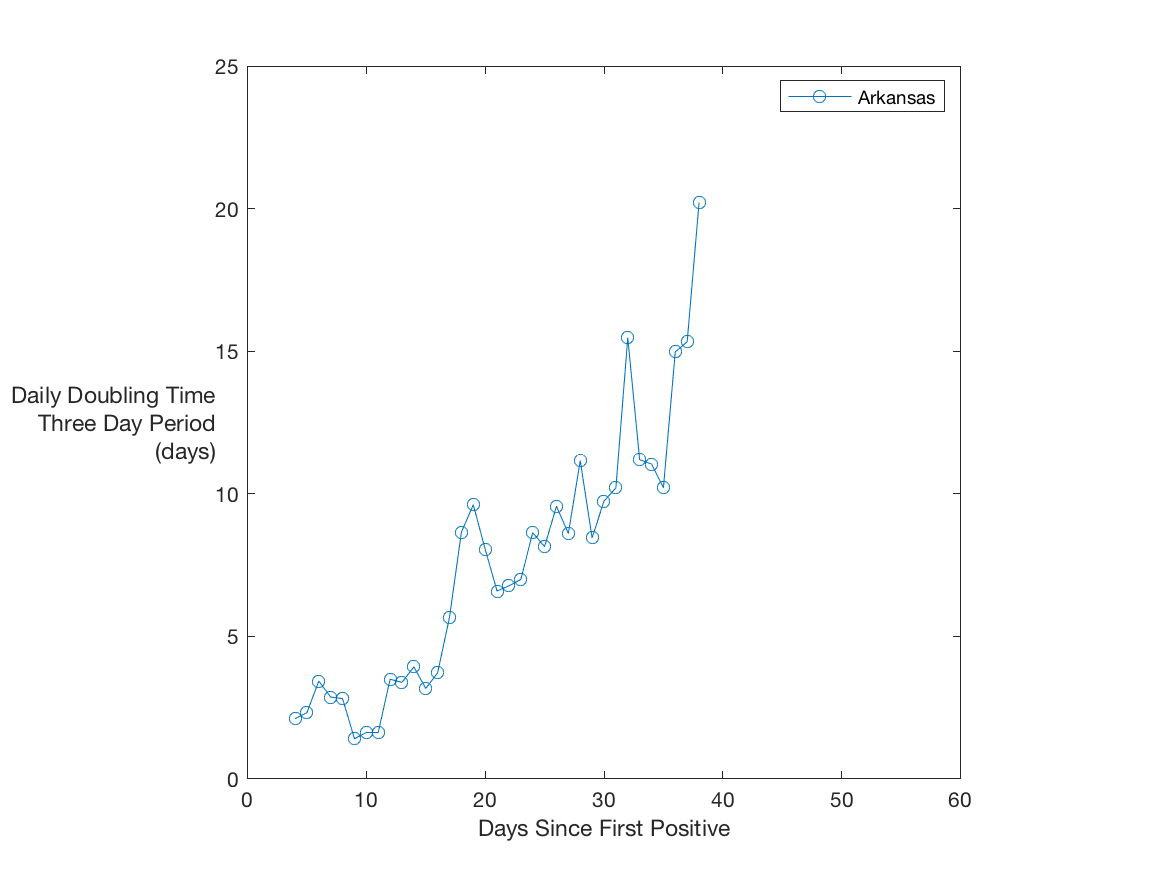 25
Arkansas
20
15
Daily Doubling Time
Three Day Period
(days)
10
5
0
0 10 20 30 40 50 60
Days Since First Positive